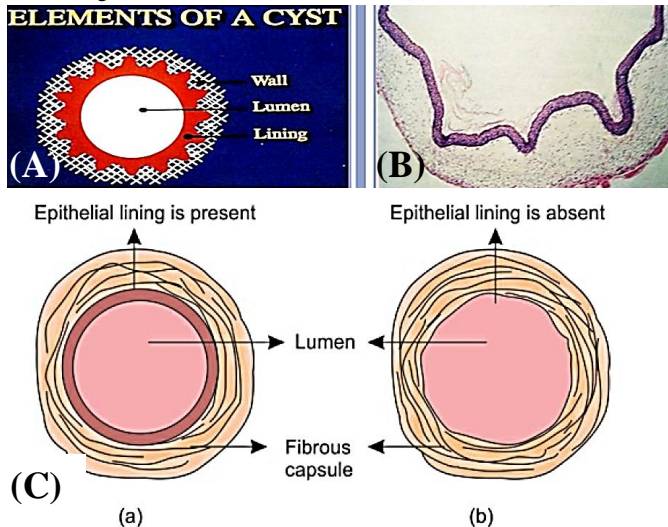 ELEMENTS OF A CYST
Wall
Lumen
Lining
(A)
(B)
Epithelial lining is present
Epithelial lining is absent
Lumen
Fibrous
capsule
(C)
(a)
(b)